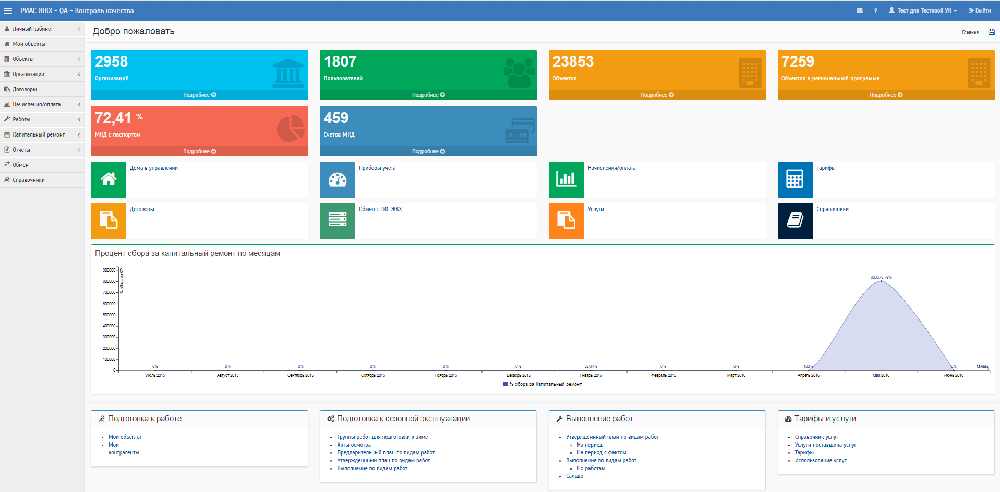 РИАС ЖКХ - QA - Контроль качества
? Тест для Тестовой УК Выйти
Личный кабинет
Мои объекты
Объекты
Организации
Договоры
Начисления/оплата
Работы
Капитальный ремонт
Отчеты
Обмен
Справочники
Добро пожаловать
Главная
2958
Организаций
Подробнее
1807
Пользователей
Подробнее
23853
Объектов
Подробнее
7259
Объектов в региональной программе
Подробнее
72,41 %
МКД с паспортом
Подробнее
459
Счетов МКД
Подробнее
Дома в управлении
Приборы учета
Начисления/оплата
Тарифы
Договоры
Обмен с ГИС ЖКХ
Услуги
Справочники
Процент сбора за капитальный ремонт по месяцам
% сбора за КР
900000
800000
700000
600000
500000
400000
300000
200000
100000
0
0% 0% 0% 0% 0% 0% 32.84% 0% 0% 100% 803576.79% 0%
Месяц
Июль 2015 Август 2015 Сентябрь 2015 Октябрь 2015 Ноябрь 2015 Декабрь 2015 Январь 2016 Февраль 2016 Март 2016 Апрель 2016 Май 2016 Июнь 2016
% сбора за Капитальный ремонт
Подготовка к работе
Мои объекты
Мои
контрагенты
Подготовка к сезонной эксплуатации
Группы работ для подготовки к зиме
Акты осмотра
Предварительный план по видам работ
Утвержденнный план по видам работ
Выполнение по видам работ
Выполнение работ
Утвержденнный план по видам работ
На период
На период с фактом
Выполнение по видам работ
По работам
Сальдо
Тарифы и услуги
Справочник услуг
Услуги поставщика услуг
Тарифы
Использование услуг